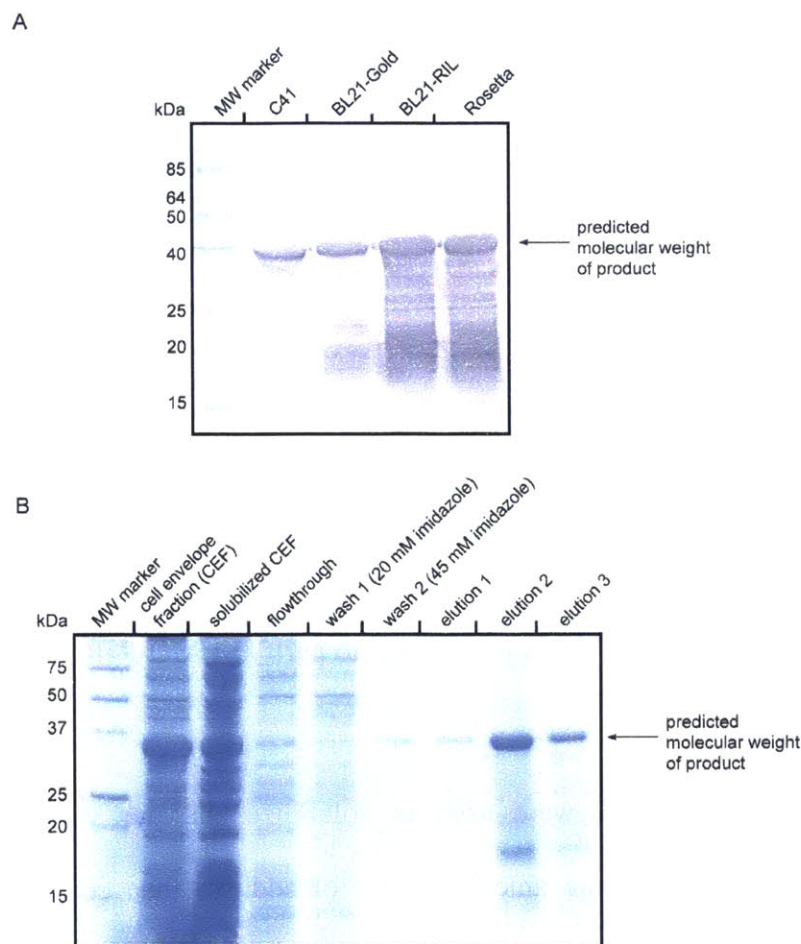 A
kDa
MW marker
C41
BL21-Gold
BL21-RIL
Rosetta
85
64
50
40
25
20
15
predicted
molecular weight
of product
B
kDa
MW marker
cell envelope
fraction (CEF)
solubilized CEF
flowthrough
wash 1 (20 mM imidazole)
wash 2 (45 mM imidazole)
elution 1
elution 2
elution 3
75
50
37
25
20
15
predicted
molecular weight
of product